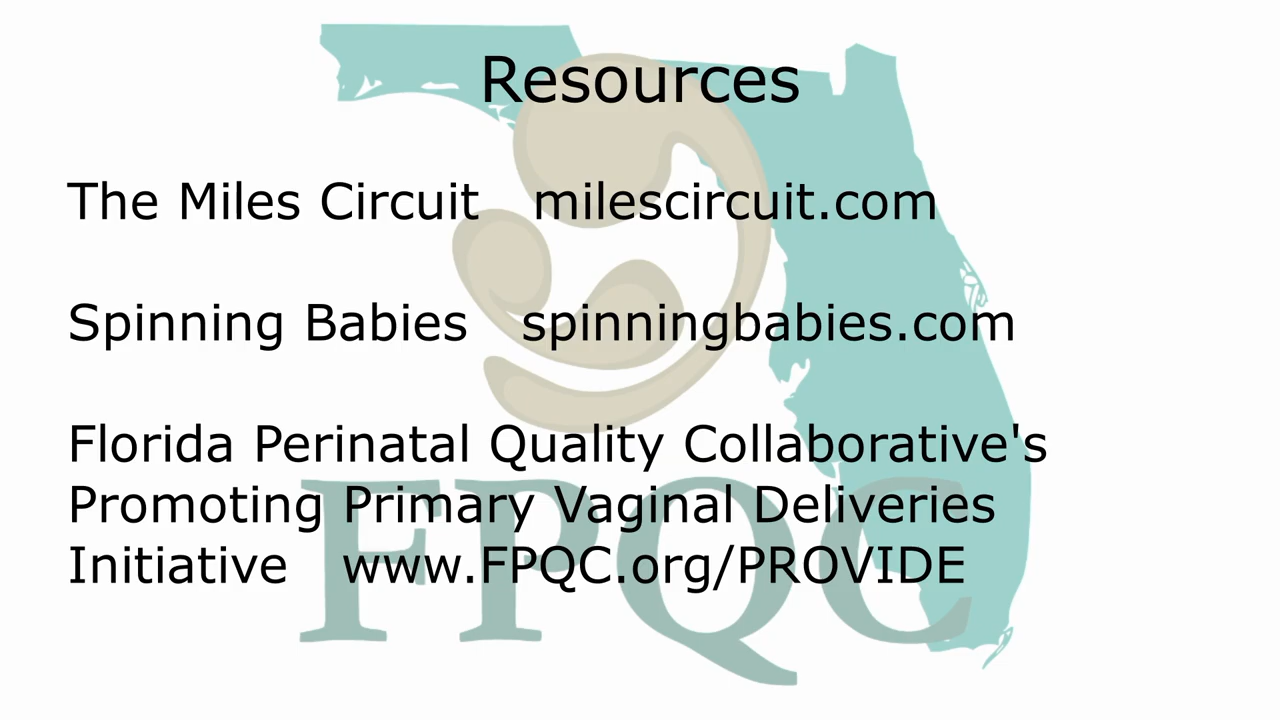 Resources
The Miles Circuit milescircuit.com
Spinning Babies spinningbabies.com
Florida Perinatal Quality Collaborative's
Promoting Primary Vaginal Deliveries
Initiative www.FPQC.org/PROVIDE
FPQC